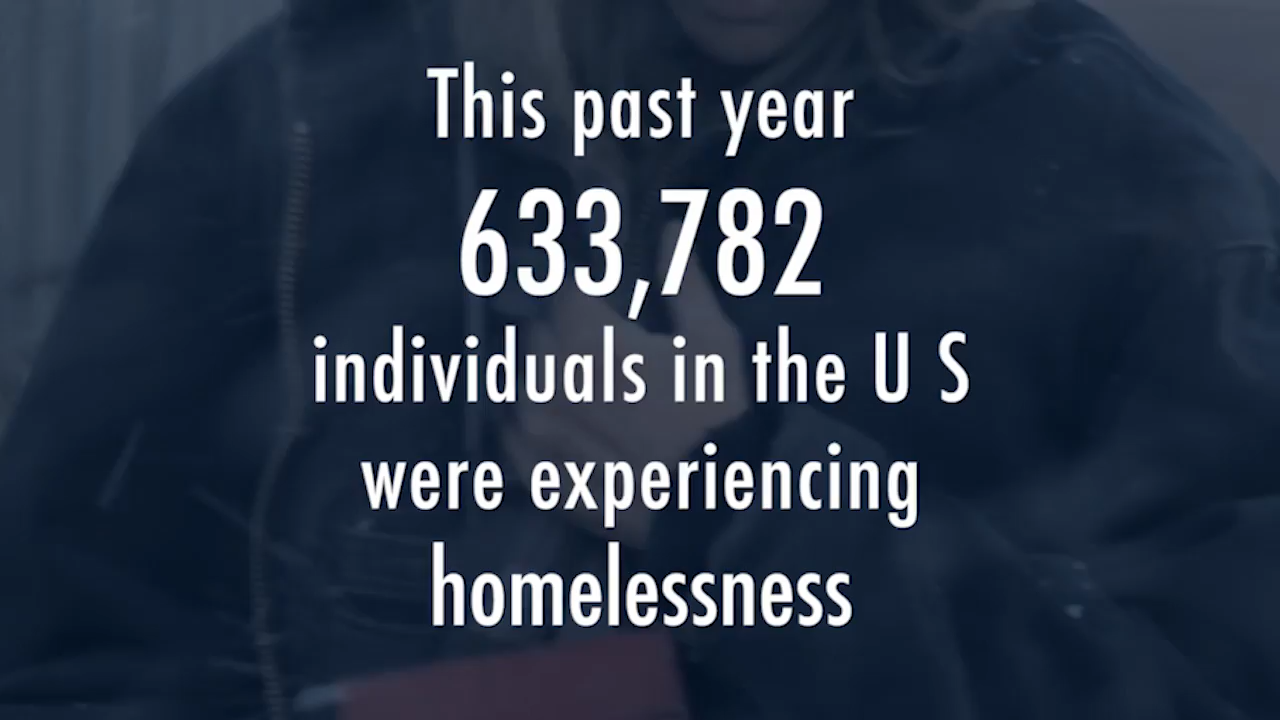 This past year
633,782
individuals in the U S
were experiencing
homelessness